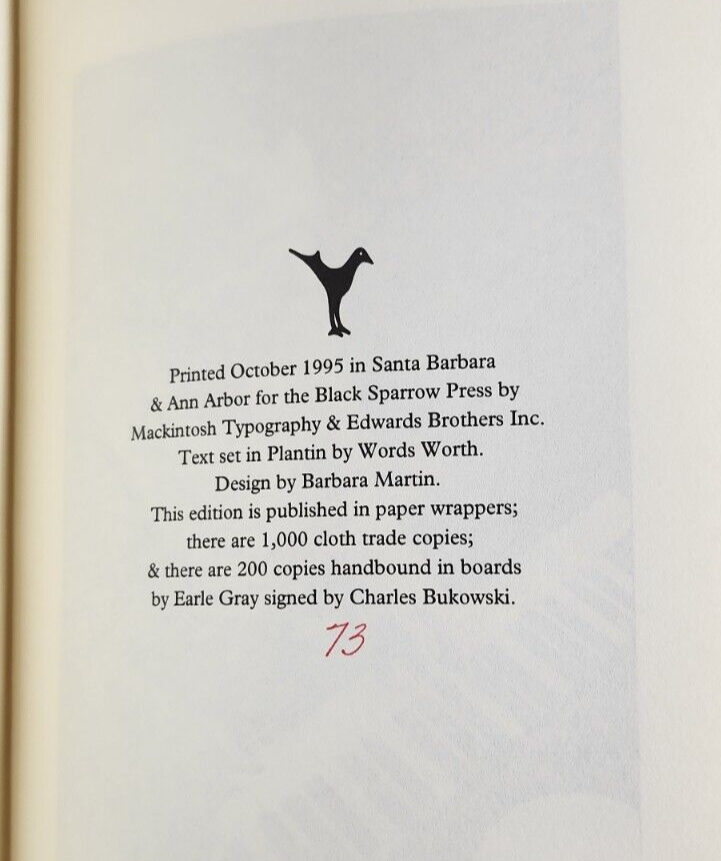 Printed October 1995 in Santa Barbara
& Ann Arbor for the Black Sparrow Press by
Mackintosh Typography & Edwards Brothers Inc.
Text set in Plantin by Words Worth.
Design by Barbara Martin.
This edition is published in paper wrappers;
there are 1,000 cloth trade copies;
& there are 200 copies handbound in boards
by Earle Gray signed by Charles Bukowski.
73